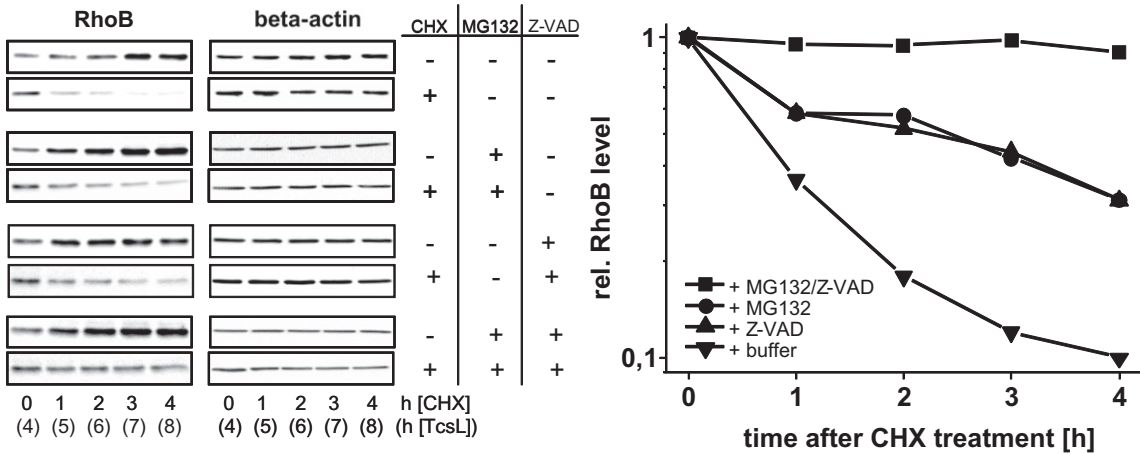 RhoB beta-actin CHX MG132 Z-VAD
- - -
+ - -
- + -
+ + -
- - +
+ - +
- + +
+ + +
0 1 2 3 4 0 1 2 3 4 h [CHX]
(4) (5) (6) (7) (8) (4) (5) (6) (7) (8) (h [TcsL])
rel. RhoB level
1
0,1
+ MG132/Z-VAD
+ MG132
+ Z-VAD
+ buffer
0 1 2 3 4
time after CHX treatment [h]